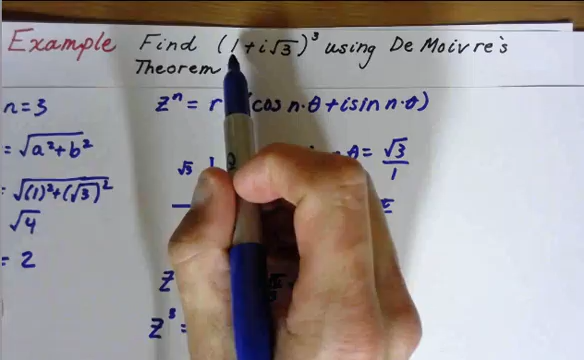 Example Find (1+i√3)³ using De Moivre's
Theorem
n=3
zⁿ = r (cos n·θ + i sin n·θ)
= √a²+b²
√3
θ = √3/1
= √(1)²+(√3)²
√4
= 2
z
z³ =